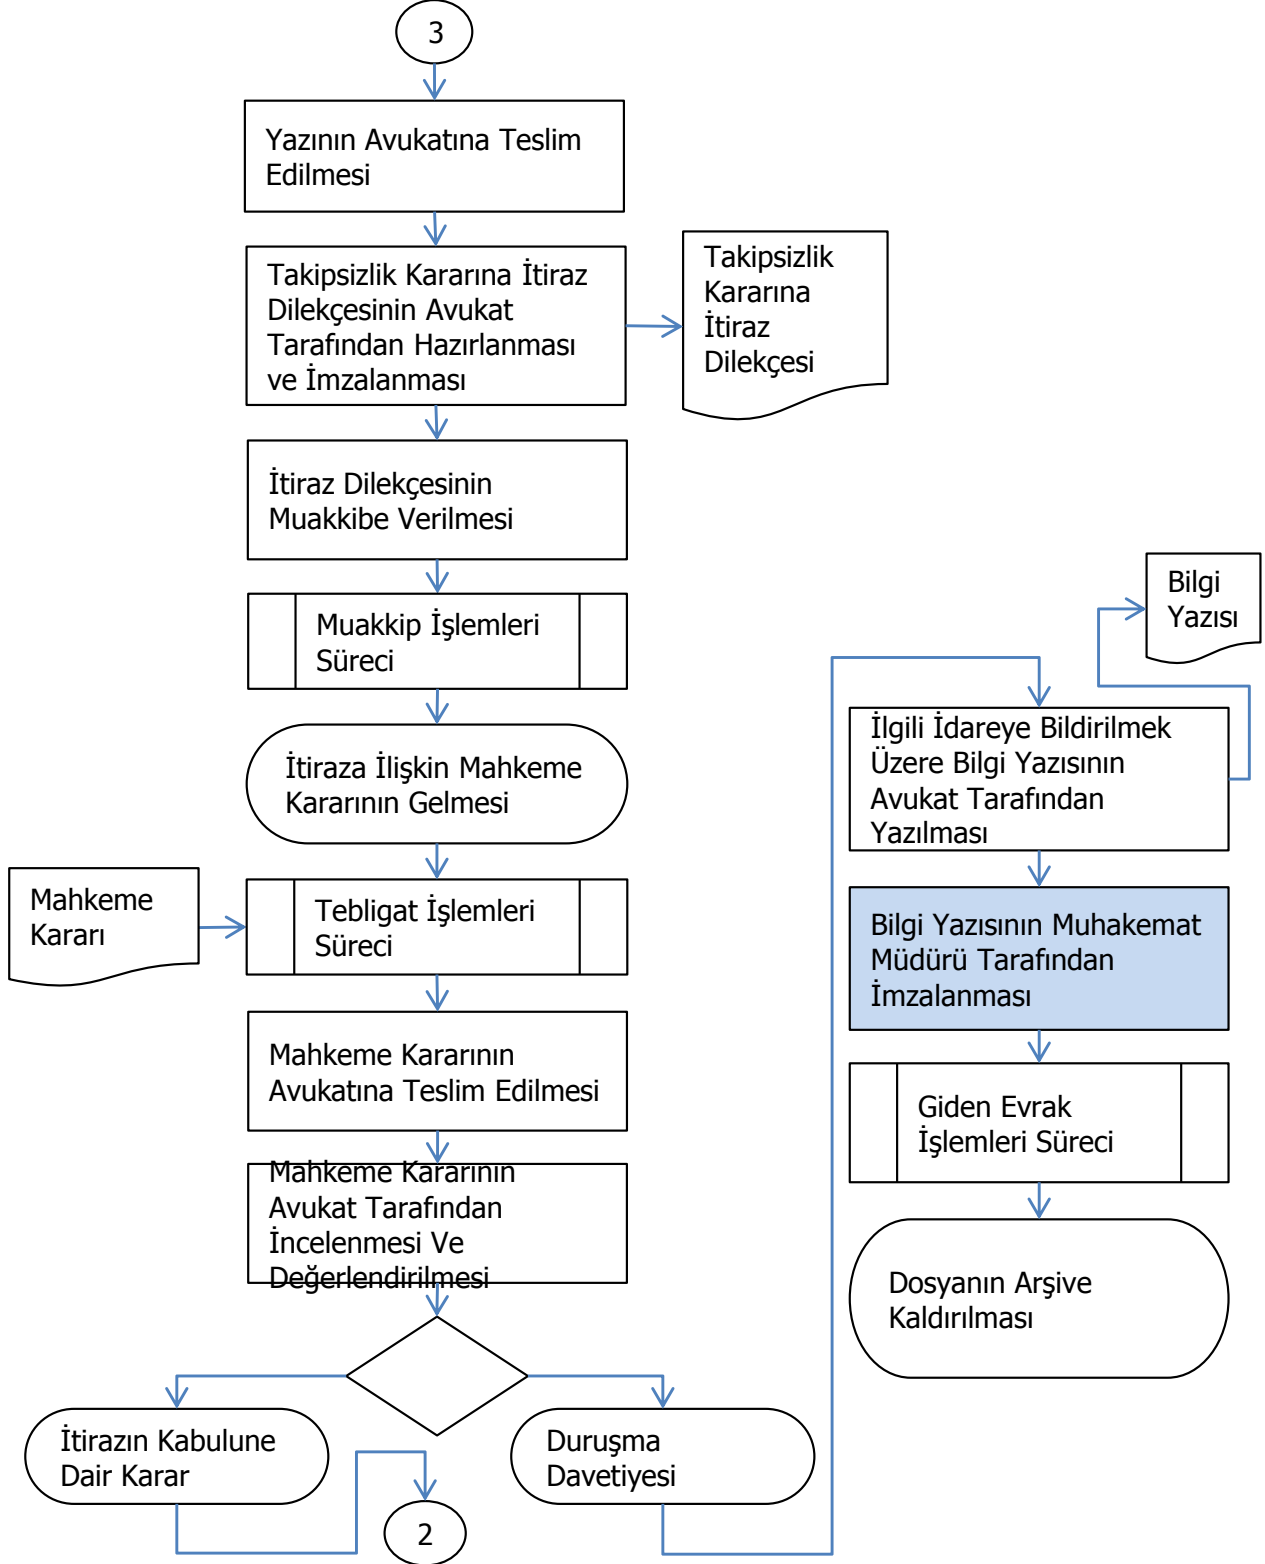 3
Yazının Avukatına Teslim
Edilmesi
Takipsizlik Kararına İtiraz
Dilekçesinin Avukat
Tarafından Hazırlanması
ve İmzalanması
Takipsizlik
Kararına
İtiraz
Dilekçesi
İtiraz Dilekçesinin
Muakkibe Verilmesi
Muakkip İşlemleri
Süreci
İtiraza İlişkin Mahkeme
Kararının Gelmesi
Mahkeme
Kararı
Tebligat İşlemleri
Süreci
Mahkeme Kararının
Avukatına Teslim Edilmesi
Mahkeme Kararının
Avukat Tarafından
İncelenmesi Ve
Değerlendirilmesi
İtirazın Kabulune
Dair Karar
2
Duruşma
Davetiyesi
Bilgi
Yazısı
İlgili İdareye Bildirilmek
Üzere Bilgi Yazısının
Avukat Tarafından
Yazılması
Bilgi Yazısının Muhakemat
Müdürü Tarafından
İmzalanması
Giden Evrak
İşlemleri Süreci
Dosyanın Arşive
Kaldırılması